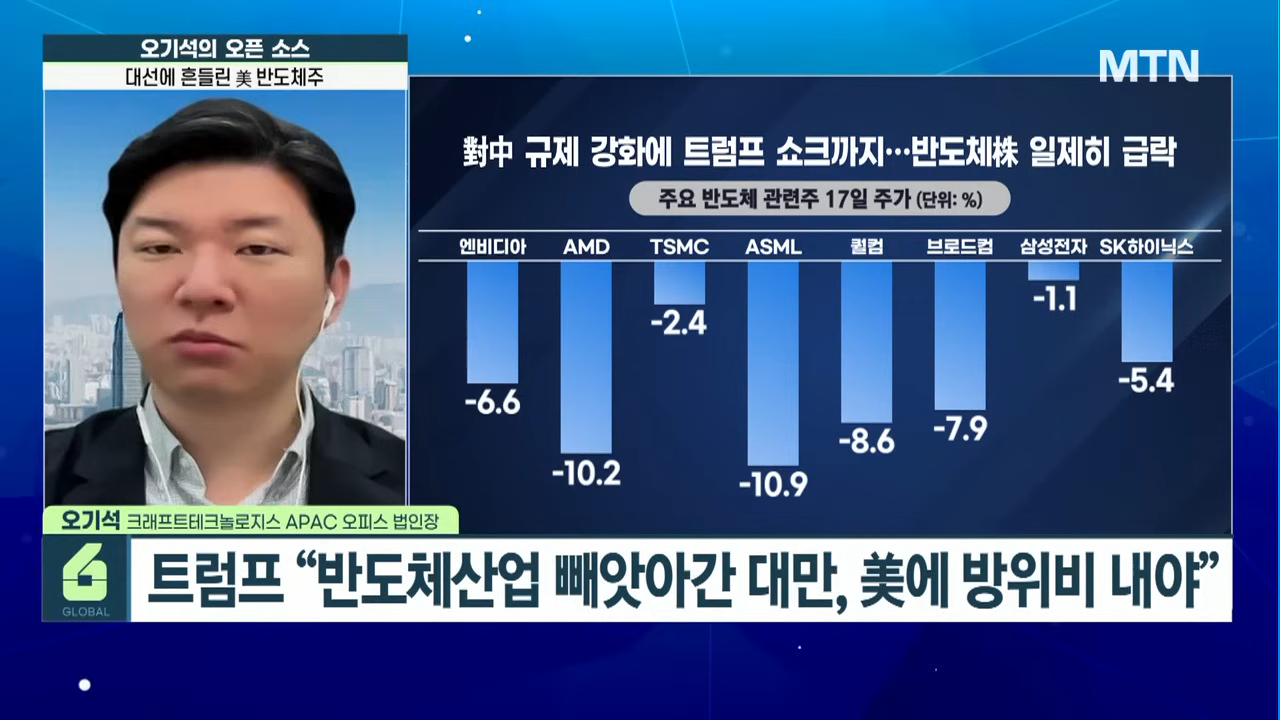 오기석의 오픈 소스
대선에 흔들린 美 반도체주
MTN
對中 규제 강화에 트럼프 쇼크까지…반도체株 일제히 급락
주요 반도체 관련주 17일 주가 (단위: %)
엔비디아 AMD TSMC ASML 퀄컴 브로드컴 삼성전자 SK하이닉스
-6.6 -10.2 -2.4 -10.9 -8.6 -7.9 -1.1 -5.4
오기석 크래프트테크놀로지스 APAC 오피스 법인장
6 GLOBAL
트럼프 “반도체산업 빼앗아간 대만, 美에 방위비 내야”